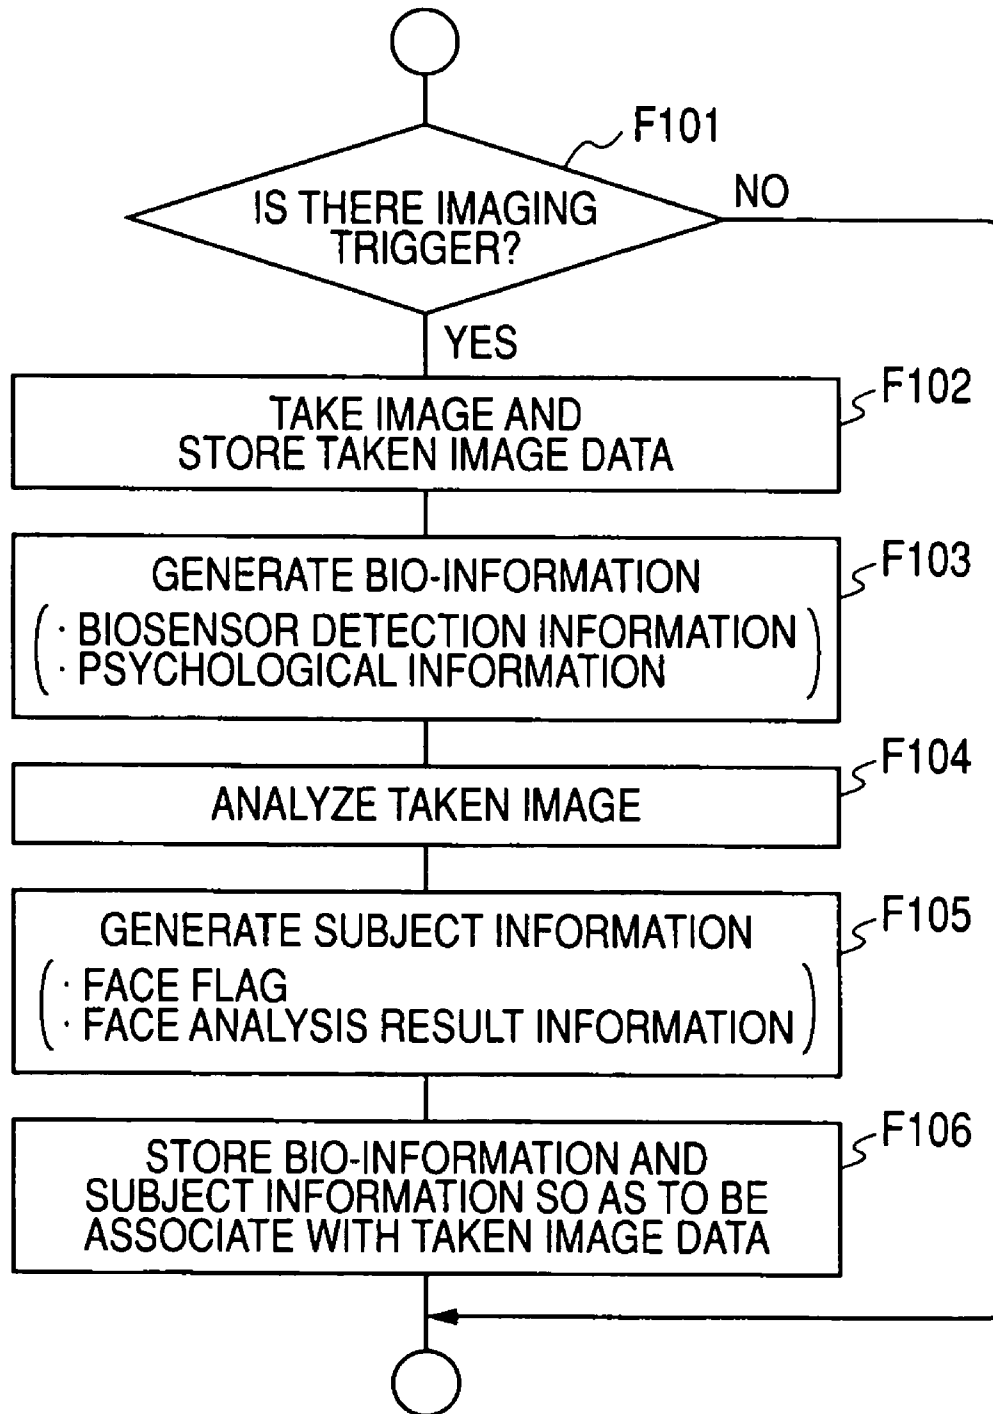 F101
IS THERE IMAGING
TRIGGER?
NO
YES
F102
TAKE IMAGE AND
STORE TAKEN IMAGE DATA
F103
GENERATE BIO-INFORMATION
· BIOSENSOR DETECTION INFORMATION
· PSYCHOLOGICAL INFORMATION
F104
ANALYZE TAKEN IMAGE
F105
GENERATE SUBJECT INFORMATION
· FACE FLAG
· FACE ANALYSIS RESULT INFORMATION
F106
STORE BIO-INFORMATION AND
SUBJECT INFORMATION SO AS TO BE
ASSOCIATE WITH TAKEN IMAGE DATA